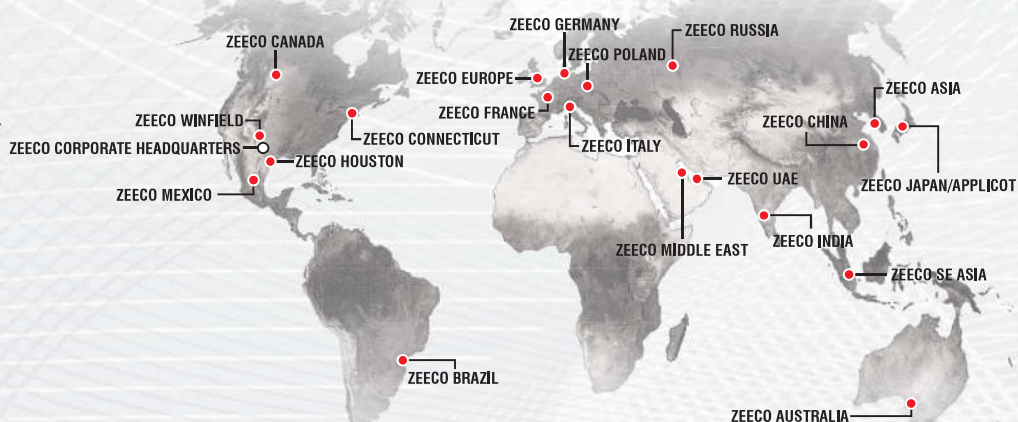 ZEECO GERMANY
ZEECO RUSSIA
ZEECO CANADA
ZEECO POLAND
ZEECO EUROPE
ZEECO ASIA
ZEECO FRANCE
ZEECO WINFIELD
ZEECO CHINA
ZEECO CONNECTICUT
ZEECO ITALY
ZEECO CORPORATE HEADQUARTERS
ZEECO HOUSTON
ZEECO UAE
ZEECO JAPAN/APPLICOT
ZEECO MEXICO
ZEECO INDIA
ZEECO MIDDLE EAST
ZEECO SE ASIA
ZEECO BRAZIL
ZEECO AUSTRALIA